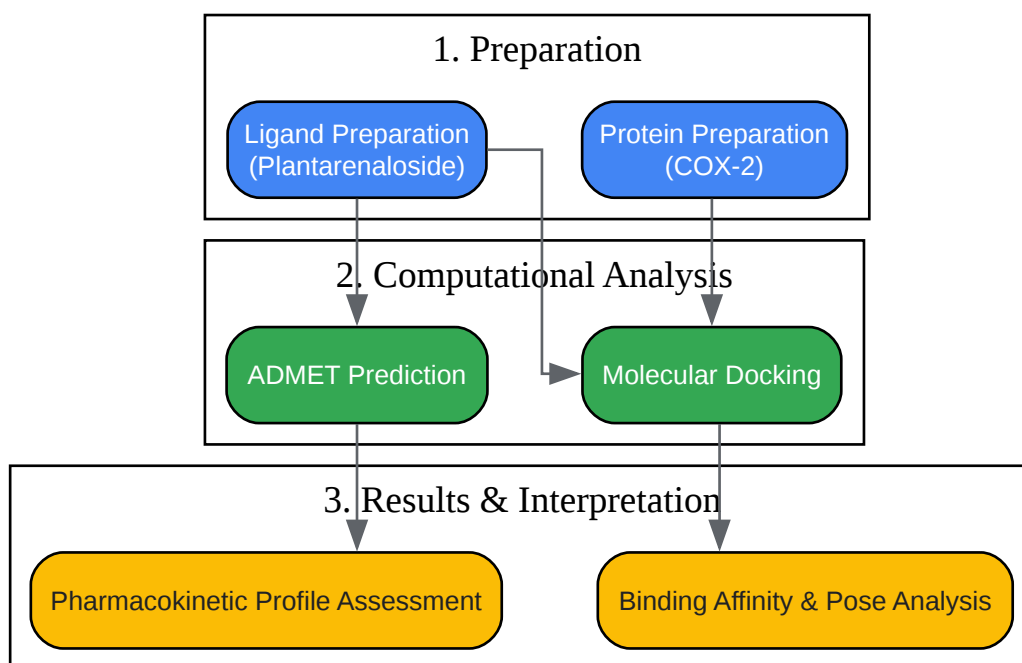 1. Preparation
Ligand Preparation
(Plantarenaloside)
Protein Preparation
(COX-2)
2. Computational Analysis
ADMET Prediction
Molecular Docking
3. Results & Interpretation
Pharmacokinetic Profile Assessment
Binding Affinity & Pose Analysis